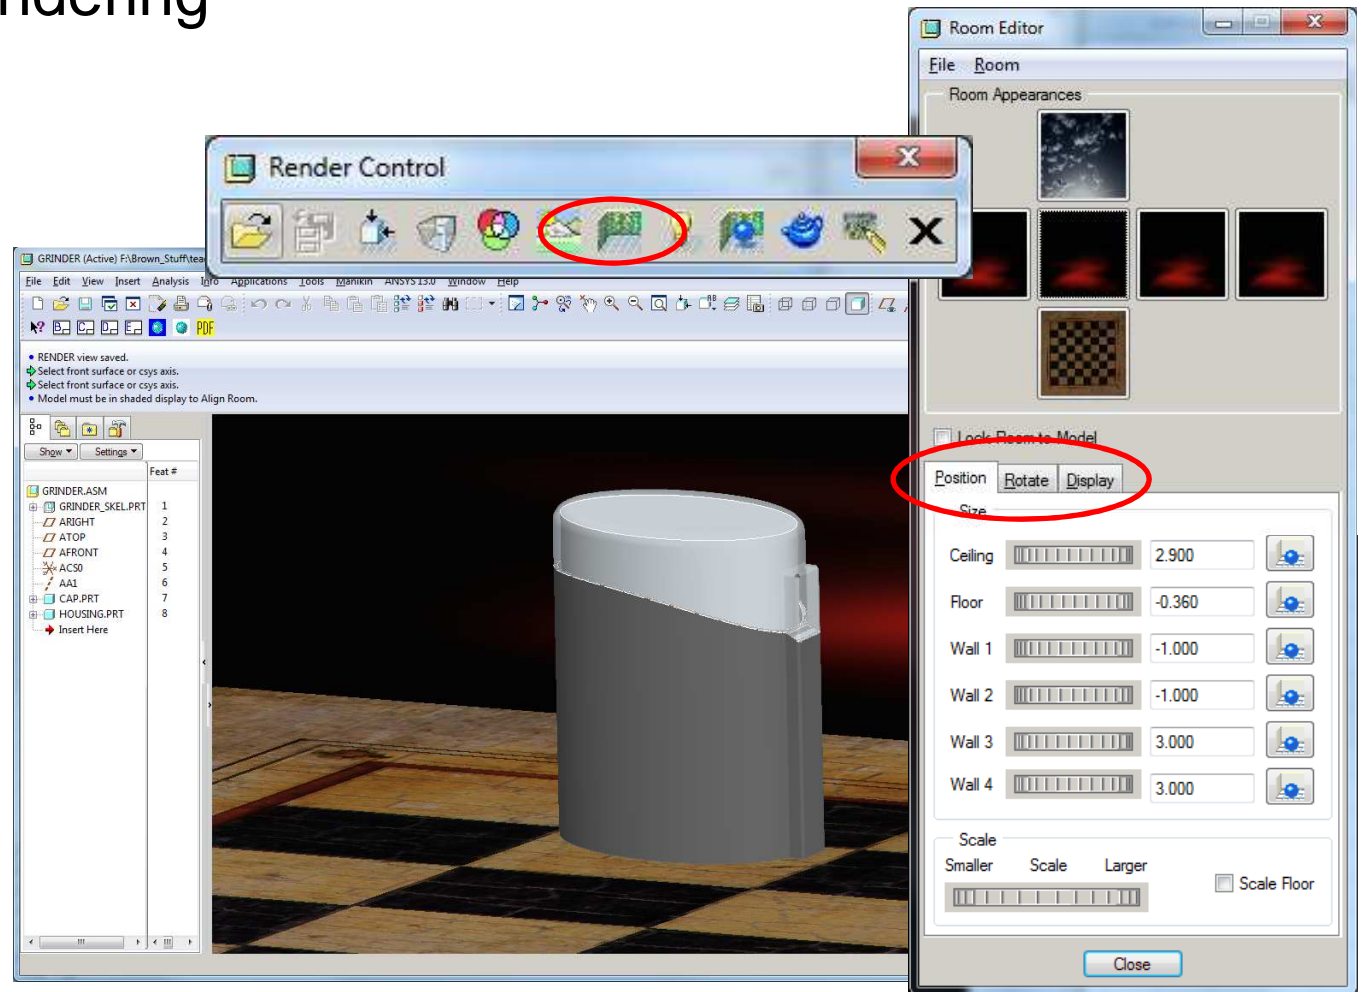 ndering
Room Editor
File Room
Room Appearances
Render Control
GRINDER (Active) F:\Brown_Stuff\tea
File Edit View Insert Analysis Info Applications Tools Manikin ANSYS 13.0 Window Help
PDF
RENDER view saved.
Select front surface or csys axis.
Select front surface or csys axis.
Model must be in shaded display to Align Room.
Show Settings
Feat #
GRINDER.ASM
GRINDER_SKEL.PRT 1
ARIGHT 2
ATOP 3
AFRONT 4
ACS0 5
AA1 6
CAP.PRT 7
HOUSING.PRT 8
Insert Here
Lock Room to Model
Position Rotate Display
Size
Ceiling 2.900
Floor -0.360
Wall 1 -1.000
Wall 2 -1.000
Wall 3 3.000
Wall 4 3.000
Scale
Smaller Scale Larger
Scale Floor
Close